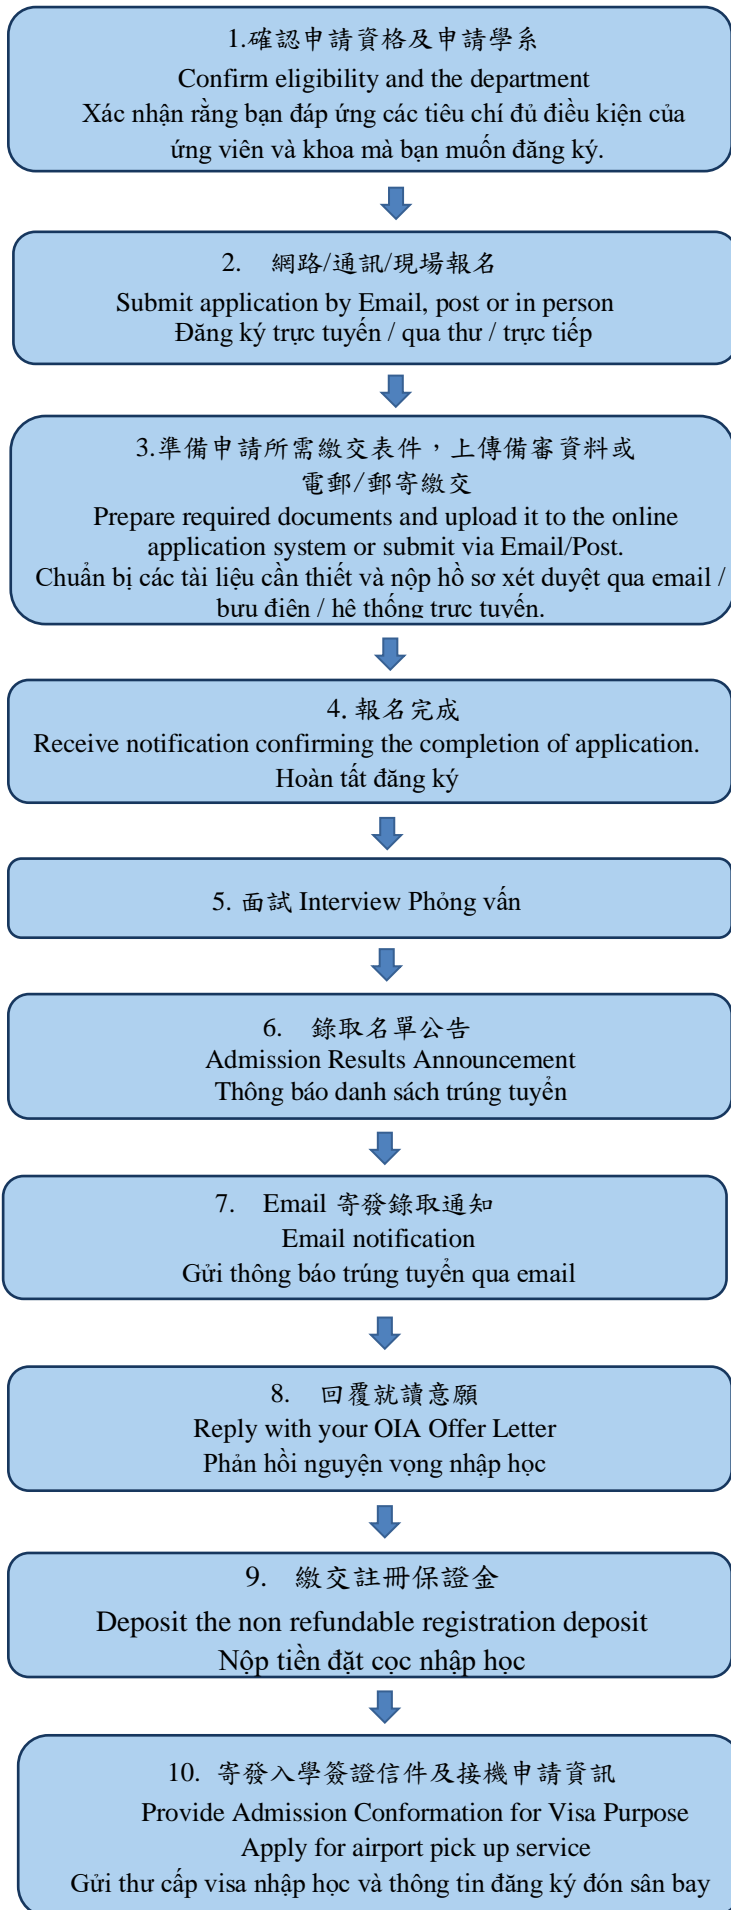 1.確認申請資格及申請學系
Confirm eligibility and the department
Xác nhận rằng bạn đáp ứng các tiêu chí đủ điều kiện của
ứng viên và khoa mà bạn muốn đăng ký.
2. 網路/通訊/現場報名
Submit application by Email, post or in person
Đăng ký trực tuyến / qua thư / trực tiếp
3.準備申請所需繳交表件，上傳備審資料或
電郵/郵寄繳交
Prepare required documents and upload it to the online
application system or submit via Email/Post.
Chuẩn bị các tài liệu cần thiết và nộp hồ sơ xét duyệt qua email /
bưu điện / hệ thống trực tuyến.
4. 報名完成
Receive notification confirming the completion of application.
Hoàn tất đăng ký
5. 面試 Interview Phỏng vấn
6. 錄取名單公告
Admission Results Announcement
Thông báo danh sách trúng tuyển
7. Email 寄發錄取通知
Email notification
Gửi thông báo trúng tuyển qua email
8. 回覆就讀意願
Reply with your OIA Offer Letter
Phản hồi nguyện vọng nhập học
9. 繳交註冊保證金
Deposit the non refundable registration deposit
Nộp tiền đặt cọc nhập học
10. 寄發入學簽證信件及接機申請資訊
Provide Admission Conformation for Visa Purpose
Apply for airport pick up service
Gửi thư cấp visa nhập học và thông tin đăng ký đón sân bay